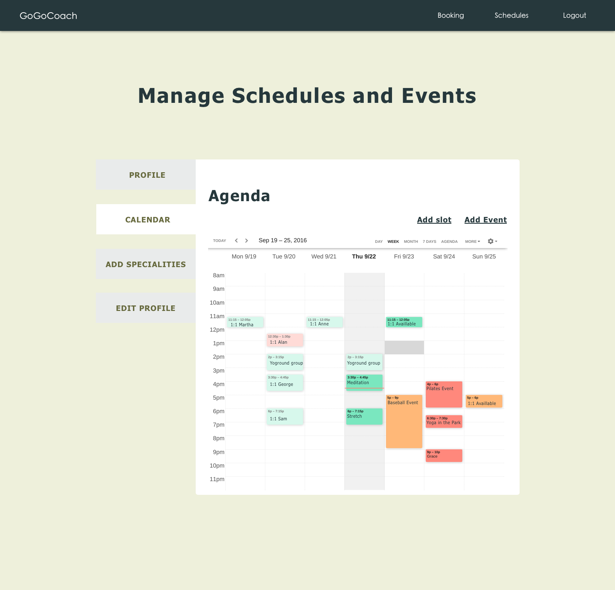 GoGoCoach
Booking Schedules Logout
Manage Schedules and Events
PROFILE
CALENDAR
ADD SPECIALITIES
EDIT PROFILE
Agenda
Add slot Add Event
TODAY Sep 19 – 25, 2016 DAY WEEK MONTH 7 DAYS AGENDA MORE
Mon 9/19 Tue 9/20 Wed 9/21 Thu 9/22 Fri 9/23 Sat 9/24 Sun 9/25
8am
9am
10am
11am
1:1 Martha 1:1 Anna 1:1 Available
12pm
1:1 Alan
1pm
2pm
Yoground group Yoground group
3pm
Meditation
4pm
1:1 George Pilates Event
5pm
Baseball Event 1:1 Available
6pm
Stretch
1:1 Sam Yoga in the Park
7pm
8pm
9pm
10pm
11pm